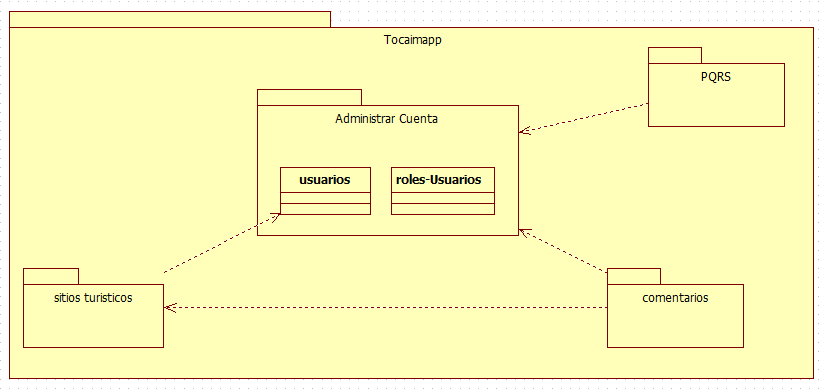 Tocaimapp
PQRS
Administrar Cuenta
usuarios
roles-Usuarios
sitios turisticos
comentarios